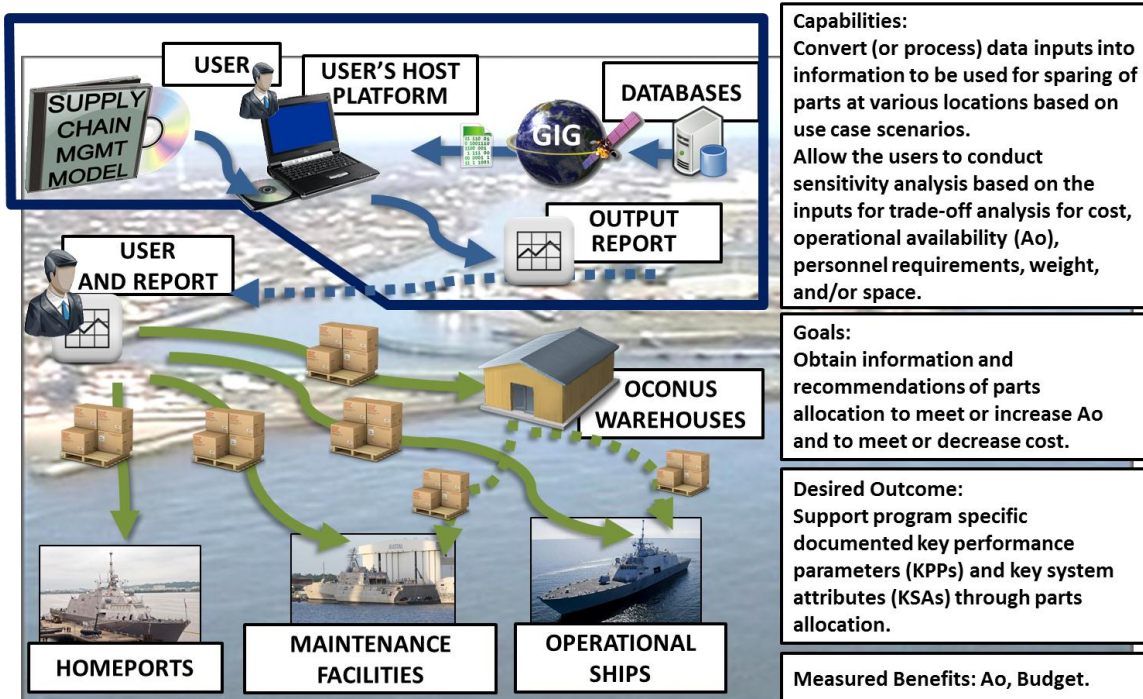 SUPPLY
CHAIN
MGMT
MODEL
USER
USER'S HOST
PLATFORM
GIG
DATABASES
OUTPUT
REPORT
USER
AND REPORT
OCONUS
WAREHOUSES
HOMEPORTS
MAINTENANCE
FACILITIES
OPERATIONAL
SHIPS
Capabilities:
Convert (or process) data inputs into
information to be used for sparing of
parts at various locations based on
use case scenarios.
Allow the users to conduct
sensitivity analysis based on the
inputs for trade-off analysis for cost,
operational availability (Ao),
personnel requirements, weight,
and/or space.
Goals:
Obtain information and
recommendations of parts
allocation to meet or increase Ao
and to meet or decrease cost.
Desired Outcome:
Support program specific
documented key performance
parameters (KPPs) and key system
attributes (KSAs) through parts
allocation.
Measured Benefits: Ao, Budget.